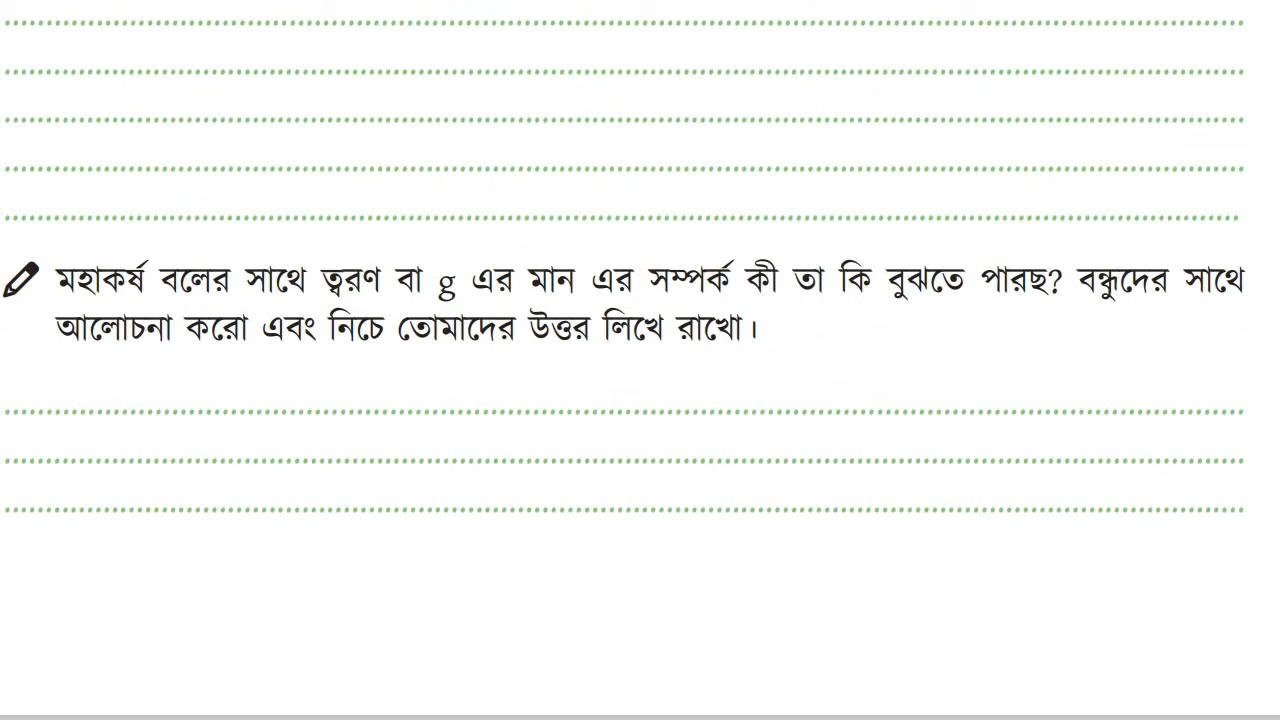 মহাকর্ষ বলের সাথে ত্বরণ বা g এর মান এর সম্পর্ক কী তা কি বুঝতে পারছ? বন্ধুদের সাথে
আলোচনা করো এবং নিচে তোমাদের উত্তর লিখে রাখো।